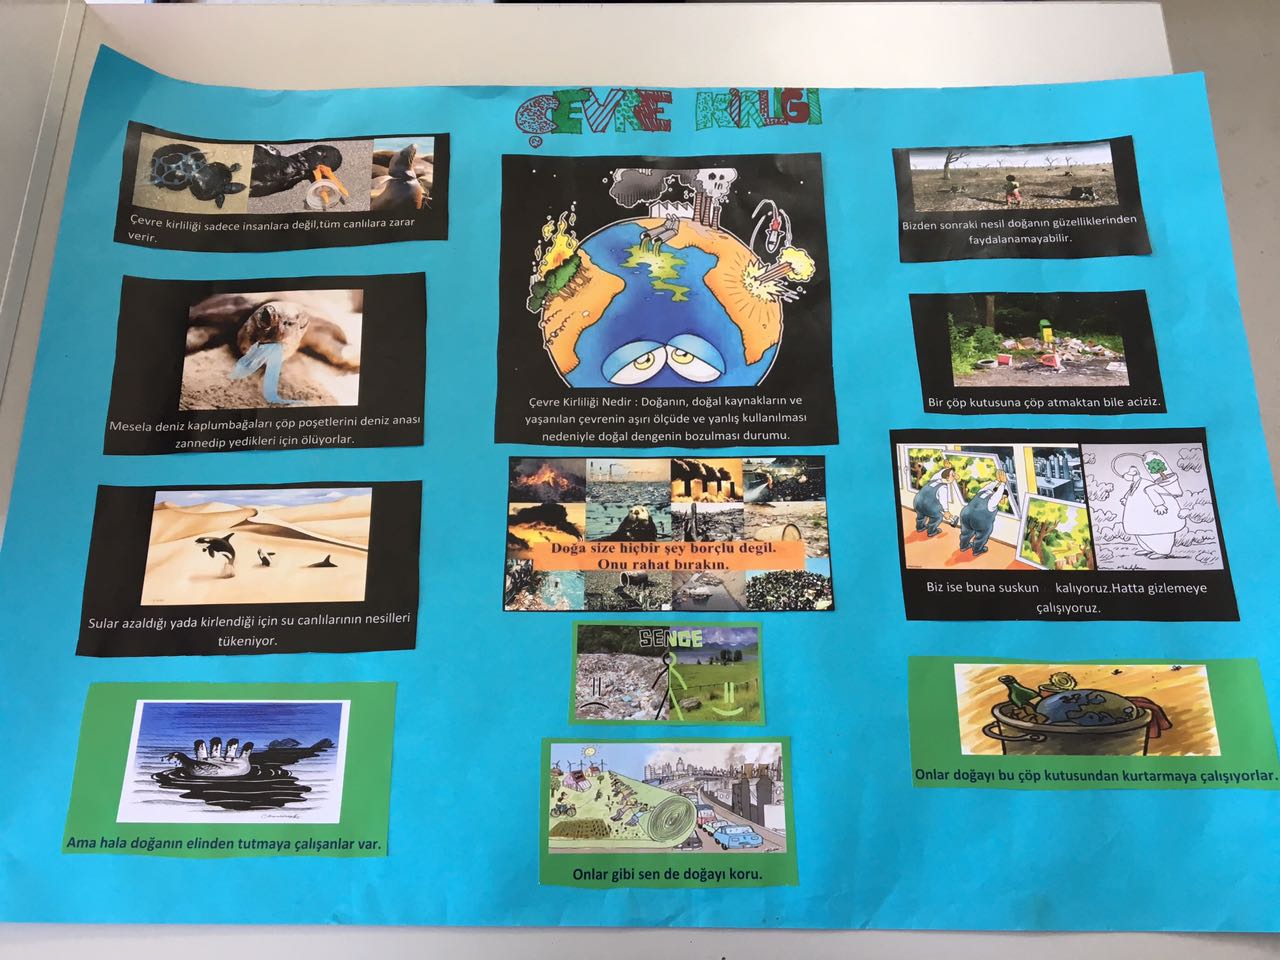 ÇEVRE KİRLİĞİ
Çevre kirliliği sadece insanlara değil,tüm canlılara zarar
verir.
Mesela deniz kaplumbağaları çöp poşetlerini deniz anası
zannedip yedikleri için ölüyorlar.
Sular azaldığı yada kirlendiği için su canlılarının nesilleri
tükeniyor.
Ama hala doğanın elinden tutmaya çalışanlar var.
Çevre Kirliliği Nedir : Doğanın, doğal kaynakların ve
yaşanılan çevrenin aşırı ölçüde ve yanlış kullanılması
nedeniyle doğal dengenin bozulması durumu.
Doğa size hiçbir şey borçlu degil.
Onu rahat bırakın.
SENGE
Onlar gibi sen de doğayı koru.
Bizden sonraki nesil doğanın güzelliklerinden
faydalanamayabilir.
Bir çöp kutusuna çöp atmaktan bile aciziz.
Biz ise buna suskun kalıyoruz.Hatta gizlemeye
çalışıyoruz.
Onlar doğayı bu çöp kutusundan kurtarmaya çalışıyorlar.